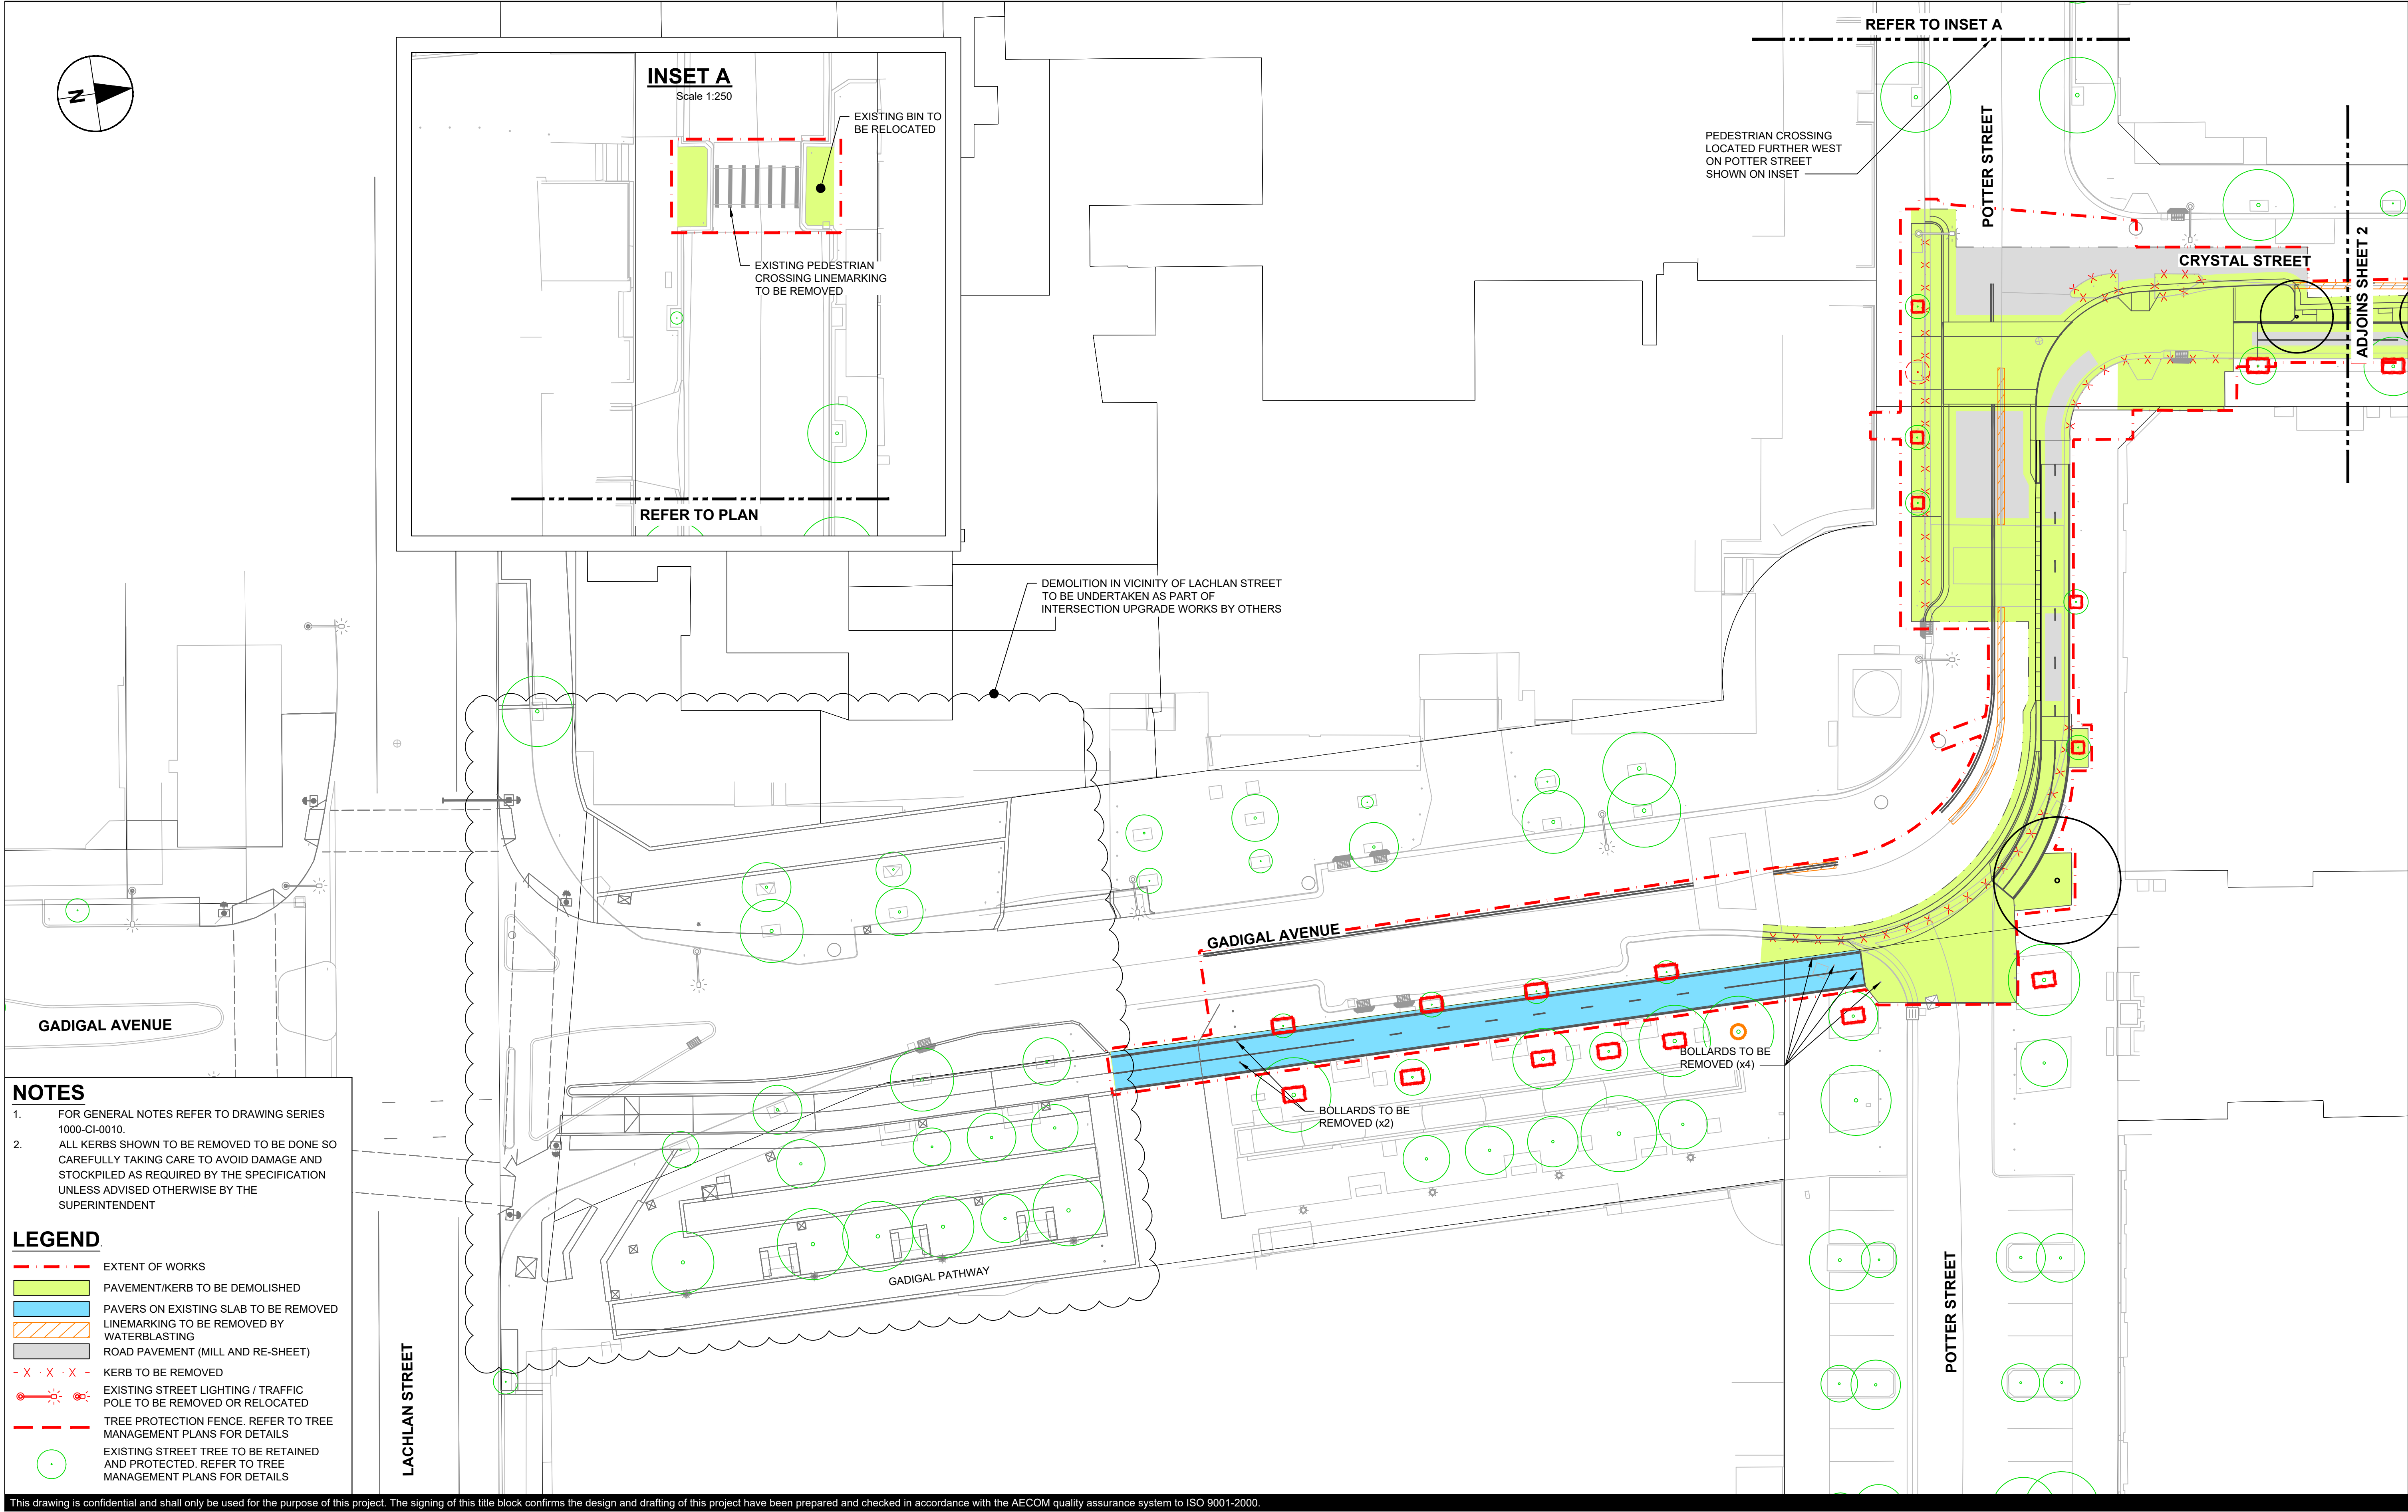 N
INSET A
Scale 1:250
EXISTING BIN TO
BE RELOCATED
EXISTING PEDESTRIAN
CROSSING LINEMARKING
TO BE REMOVED
REFER TO PLAN
REFER TO INSET A
POTTER STREET
PEDESTRIAN CROSSING
LOCATED FURTHER WEST
ON POTTER STREET
SHOWN ON INSET
CRYSTAL STREET
ADJOINS SHEET 2
DEMOLITION IN VICINITY OF LACHLAN STREET
TO BE UNDERTAKEN AS PART OF
INTERSECTION UPGRADE WORKS BY OTHERS
GADIGAL AVENUE
GADIGAL AVENUE
BOLLARDS TO BE
REMOVED (x4)
BOLLARDS TO BE
REMOVED (x2)
GADIGAL PATHWAY
LACHLAN STREET
POTTER STREET
NOTES
1. FOR GENERAL NOTES REFER TO DRAWING SERIES
1000-CI-0010.
2. ALL KERBS SHOWN TO BE REMOVED TO BE DONE SO
CAREFULLY TAKING CARE TO AVOID DAMAGE AND
STOCKPILED AS REQUIRED BY THE SPECIFICATION
UNLESS ADVISED OTHERWISE BY THE
SUPERINTENDENT
LEGEND.
EXTENT OF WORKS
PAVEMENT/KERB TO BE DEMOLISHED
PAVERS ON EXISTING SLAB TO BE REMOVED
LINEMARKING TO BE REMOVED BY
WATERBLASTING
ROAD PAVEMENT (MILL AND RE-SHEET)
KERB TO BE REMOVED
EXISTING STREET LIGHTING / TRAFFIC
POLE TO BE REMOVED OR RELOCATED
TREE PROTECTION FENCE. REFER TO TREE
MANAGEMENT PLANS FOR DETAILS
EXISTING STREET TREE TO BE RETAINED
AND PROTECTED. REFER TO TREE
MANAGEMENT PLANS FOR DETAILS
This drawing is confidential and shall only be used for the purpose of this project. The signing of this title block confirms the design and drafting of this project have been prepared and checked in accordance with the AECOM quality assurance system to ISO 9001-2000.